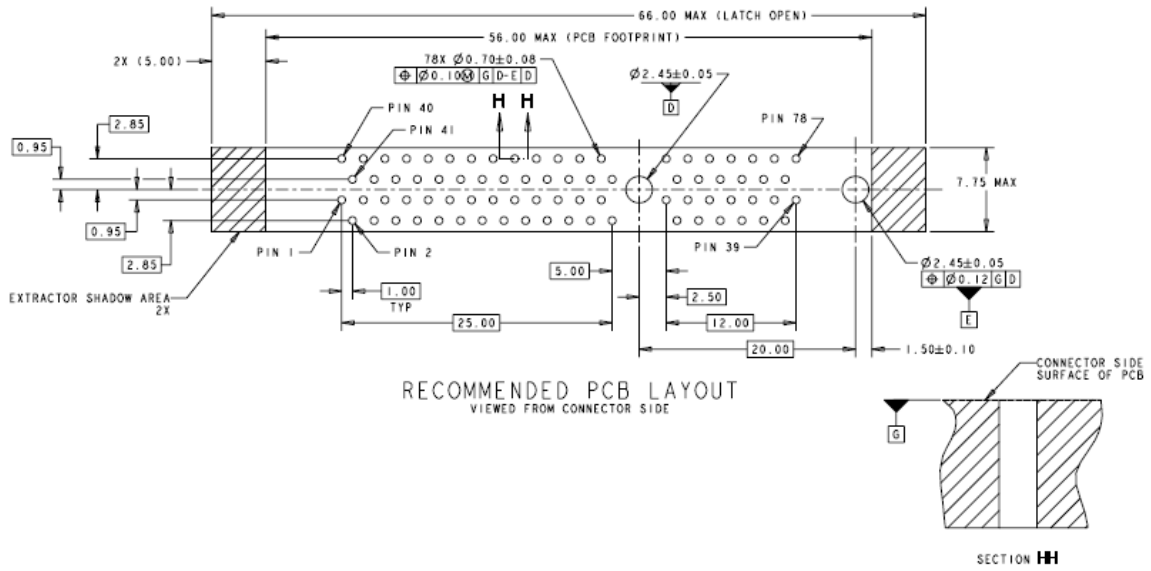 66.00 MAX (LATCH OPEN)
56.00 MAX (PCB FOOTPRINT)
2X (5.00)
78X Ø0.70±0.08
⌖ Ø0.10Ⓜ G D-E D
Ø2.45±0.05
D
H H
PIN 40
PIN 41
PIN 78
2.85
0.95
7.75 MAX
0.95
2.85
PIN 1
PIN 2
PIN 39
Ø2.45±0.05
⌖ Ø0.12 G D
E
EXTRACTOR SHADOW AREA
2X
1.00
TYP
5.00
2.50
25.00
12.00
20.00
1.50±0.10
RECOMMENDED PCB LAYOUT
VIEWED FROM CONNECTOR SIDE
CONNECTOR SIDE
SURFACE OF PCB
G
SECTION HH